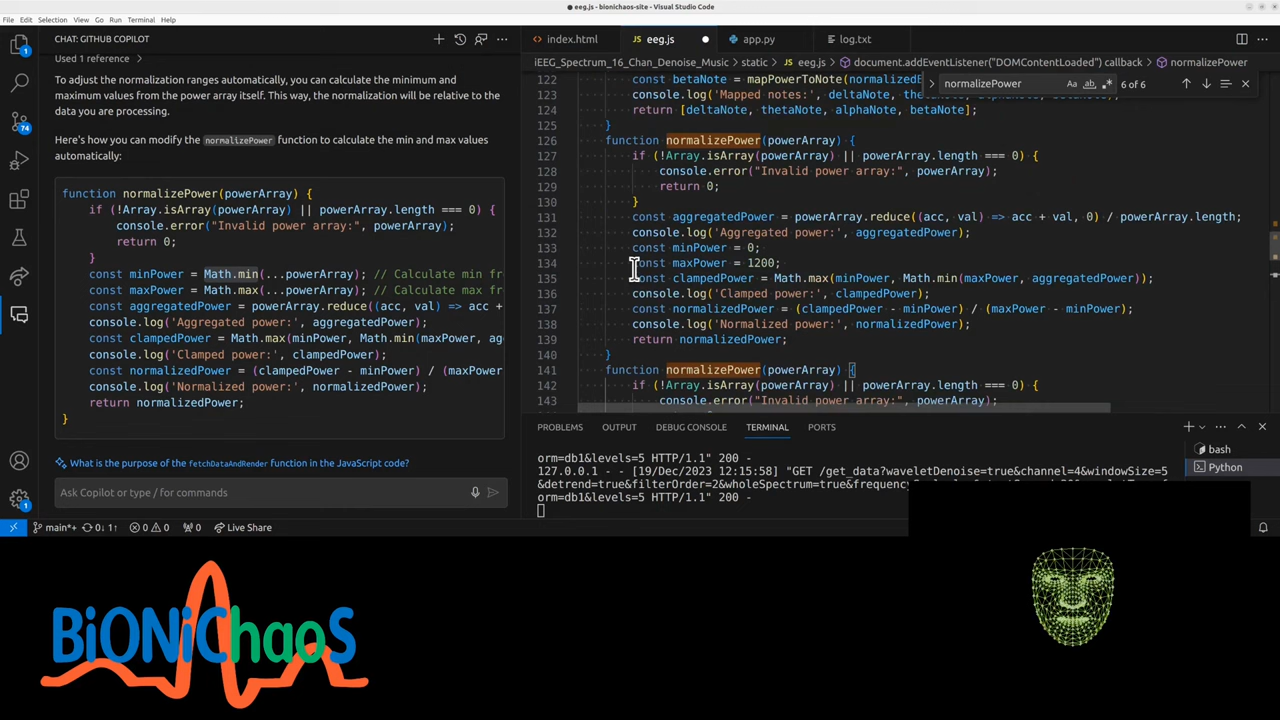 eeg.js - bionichaos-site - Visual Studio Code
File Edit Selection View Go Run Terminal Help
CHAT: GITHUB COPILOT
index.html
eeg.js
app.py
log.txt
Used 1 reference
To adjust the normalization ranges automatically, you can calculate the minimum and
maximum values from the power array itself. This way, the normalization will be relative to
the data you are processing.
Here's how you can modify the normalizePower function to calculate the min and max values
automatically:
function normalizePower(powerArray) {
if (!Array.isArray(powerArray) || powerArray.length === 0) {
console.error("Invalid power array:", powerArray);
return 0;
}
const minPower = Math.min(...powerArray); // Calculate min fr
const maxPower = Math.max(...powerArray); // Calculate max fr
const aggregatedPower = powerArray.reduce((acc, val) => acc +
console.log('Aggregated power:', aggregatedPower);
const clampedPower = Math.max(minPower, Math.min(maxPower, ag
console.log('Clamped power:', clampedPower);
const normalizedPower = (clampedPower - minPower) / (maxPower
console.log('Normalized power:', normalizedPower);
return normalizedPower;
}
What is the purpose of the fetchDataAndRender function in the JavaScript code?
Ask Copilot or type / for commands
iEEG_Spectrum_16_Chan_Denoise_Music > static > eeg.js > document.addEventListener("DOMContentLoaded") callback > normalizePower
normalizePower
Aa ab 6 of 6
122 const betaNote = mapPowerToNote(normalizedB
123 console.log('Mapped notes:', deltaNote, the
124 return [deltaNote, thetaNote, alphaNote, betaNote];
125 }
126 function normalizePower(powerArray) {
127 if (!Array.isArray(powerArray) || powerArray.length === 0) {
128 console.error("Invalid power array:", powerArray);
129 return 0;
130 }
131 const aggregatedPower = powerArray.reduce((acc, val) => acc + val, 0) / powerArray.length;
132 console.log('Aggregated power:', aggregatedPower);
133 const minPower = 0;
134 const maxPower = 1200;
135 const clampedPower = Math.max(minPower, Math.min(maxPower, aggregatedPower));
136 console.log('Clamped power:', clampedPower);
137 const normalizedPower = (clampedPower - minPower) / (maxPower - minPower);
138 console.log('Normalized power:', normalizedPower);
139 return normalizedPower;
140 }
141 function normalizePower(powerArray) {
142 if (!Array.isArray(powerArray) || powerArray.length === 0) {
143 console.error("Invalid power array:", powerArray);
PROBLEMS OUTPUT DEBUG CONSOLE TERMINAL PORTS
orm=db1&levels=5 HTTP/1.1" 200 -
127.0.0.1 - - [19/Dec/2023 12:15:58] "GET /get_data?waveletDenoise=true&channel=4&windowSize=5
&detrend=true&filterOrder=2&wholeSpectrum=true&frequency
orm=db1&levels=5 HTTP/1.1" 200 -
bash
Python
1
74
1
main*+ 0↓ 1↑ 0 0 0 Live Share
BiONiChaoS